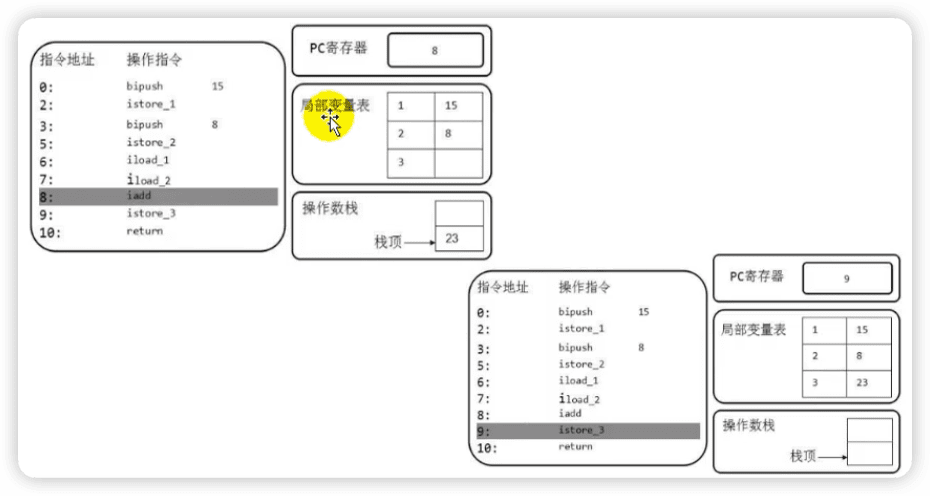 指令地址 操作指令
0: bipush 15
2: istore_1
3: bipush 8
5: istore_2
6: iload_1
7: iload_2
8: iadd
9: istore_3
10: return
PC寄存器 8
局部变量表 1 15
2 8
3
操作数栈
栈顶 23
指令地址 操作指令
0: bipush 15
2: istore_1
3: bipush 8
5: istore_2
6: iload_1
7: iload_2
8: iadd
9: istore_3
10: return
PC寄存器 9
局部变量表 1 15
2 8
3 23
操作数栈
栈顶